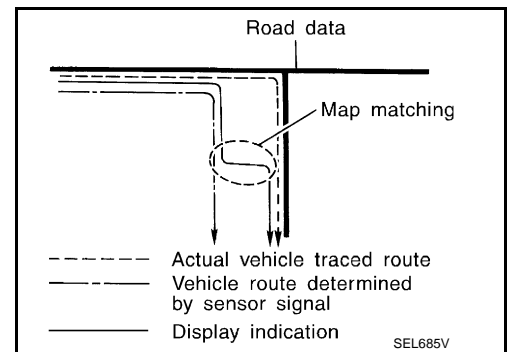 Road data
Map matching
Actual vehicle traced route
Vehicle route determined
by sensor signal
Display indication
SEL685V